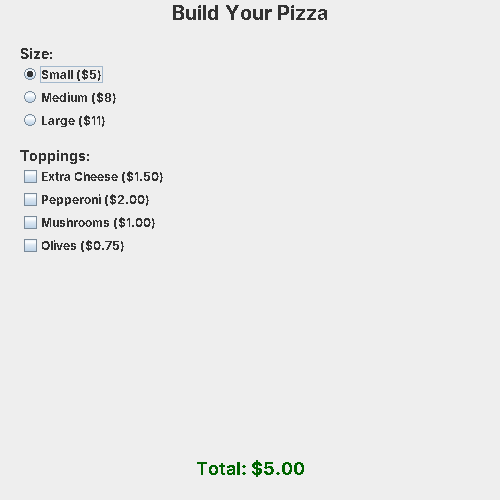 Build Your Pizza
Size:
Small ($5)
Medium ($8)
Large ($11)
Toppings:
Extra Cheese ($1.50)
Pepperoni ($2.00)
Mushrooms ($1.00)
Olives ($0.75)
Total: $5.00